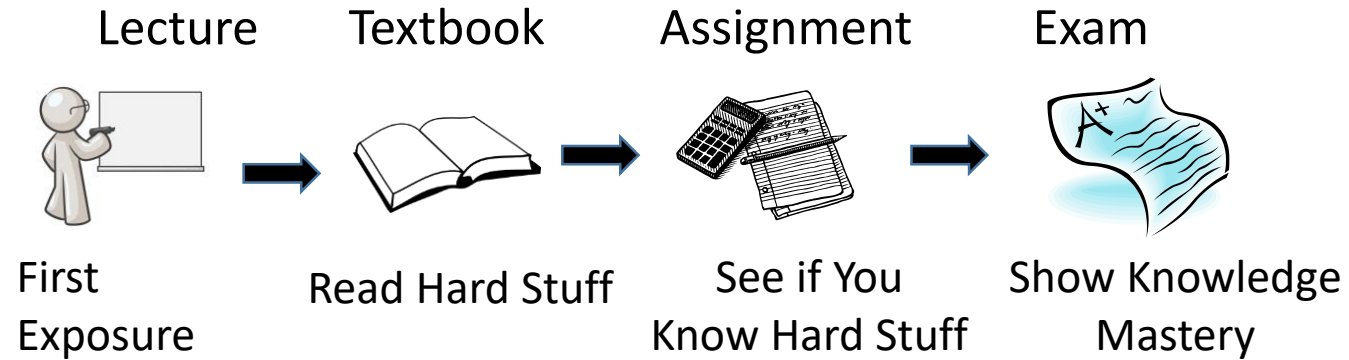 Lecture
Textbook
Assignment
Exam
A+
First
Exposure
Read Hard Stuff
See if You
Know Hard Stuff
Show Knowledge
Mastery